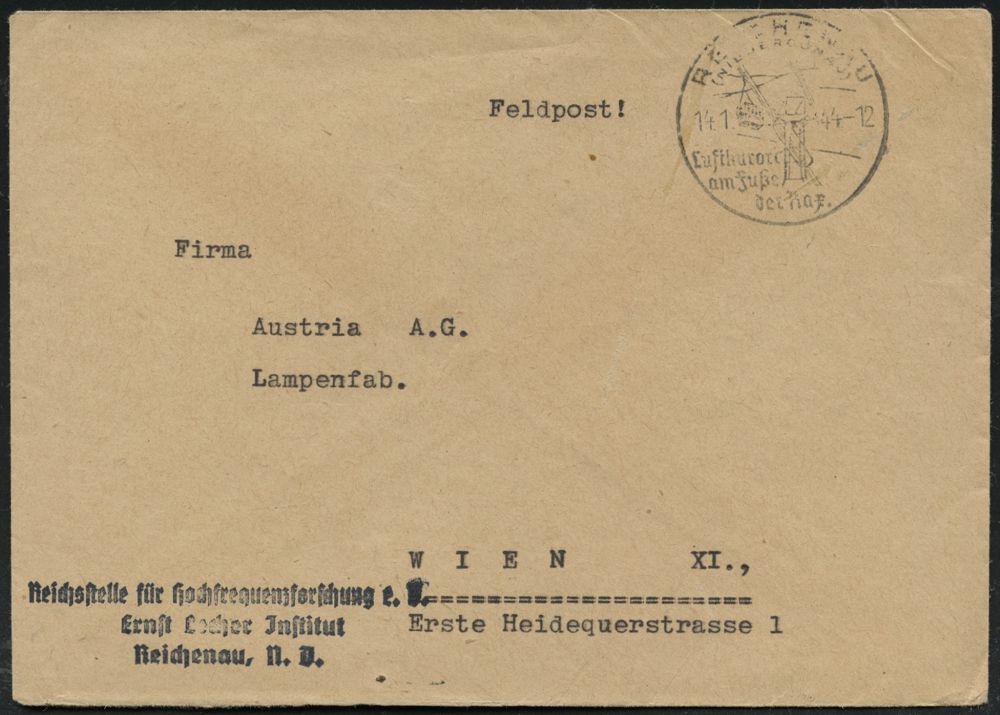 REICHENAU
(NIEDERDONAU)
Feldpost!
14.1. 44-12
Luftkurort
am Fuße
der Rax.
Firma
Austria A.G.
Lampenfab.
W I E N XI.,
=======================
Reichsstelle für Hochfrequenzforschung e. V.
Ernst Lecher Institut
Reichenau, N. D.
Erste Heidequerstrasse 1